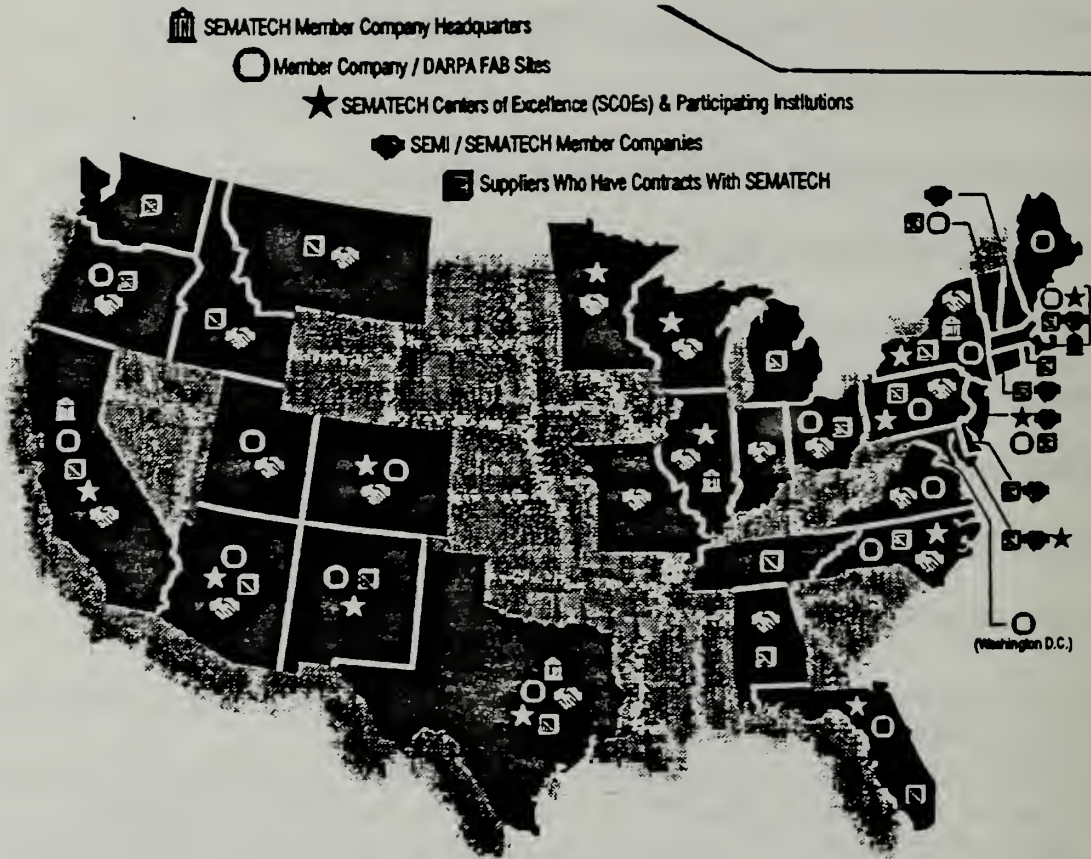 SEMATECH Member Company Headquarters
Member Company / DARPA FAB Sites
SEMATECH Centers of Excellence (SCOEs) & Participating Institutions
SEMI / SEMATECH Member Companies
Suppliers Who Have Contracts With SEMATECH
(Washington D.C.)